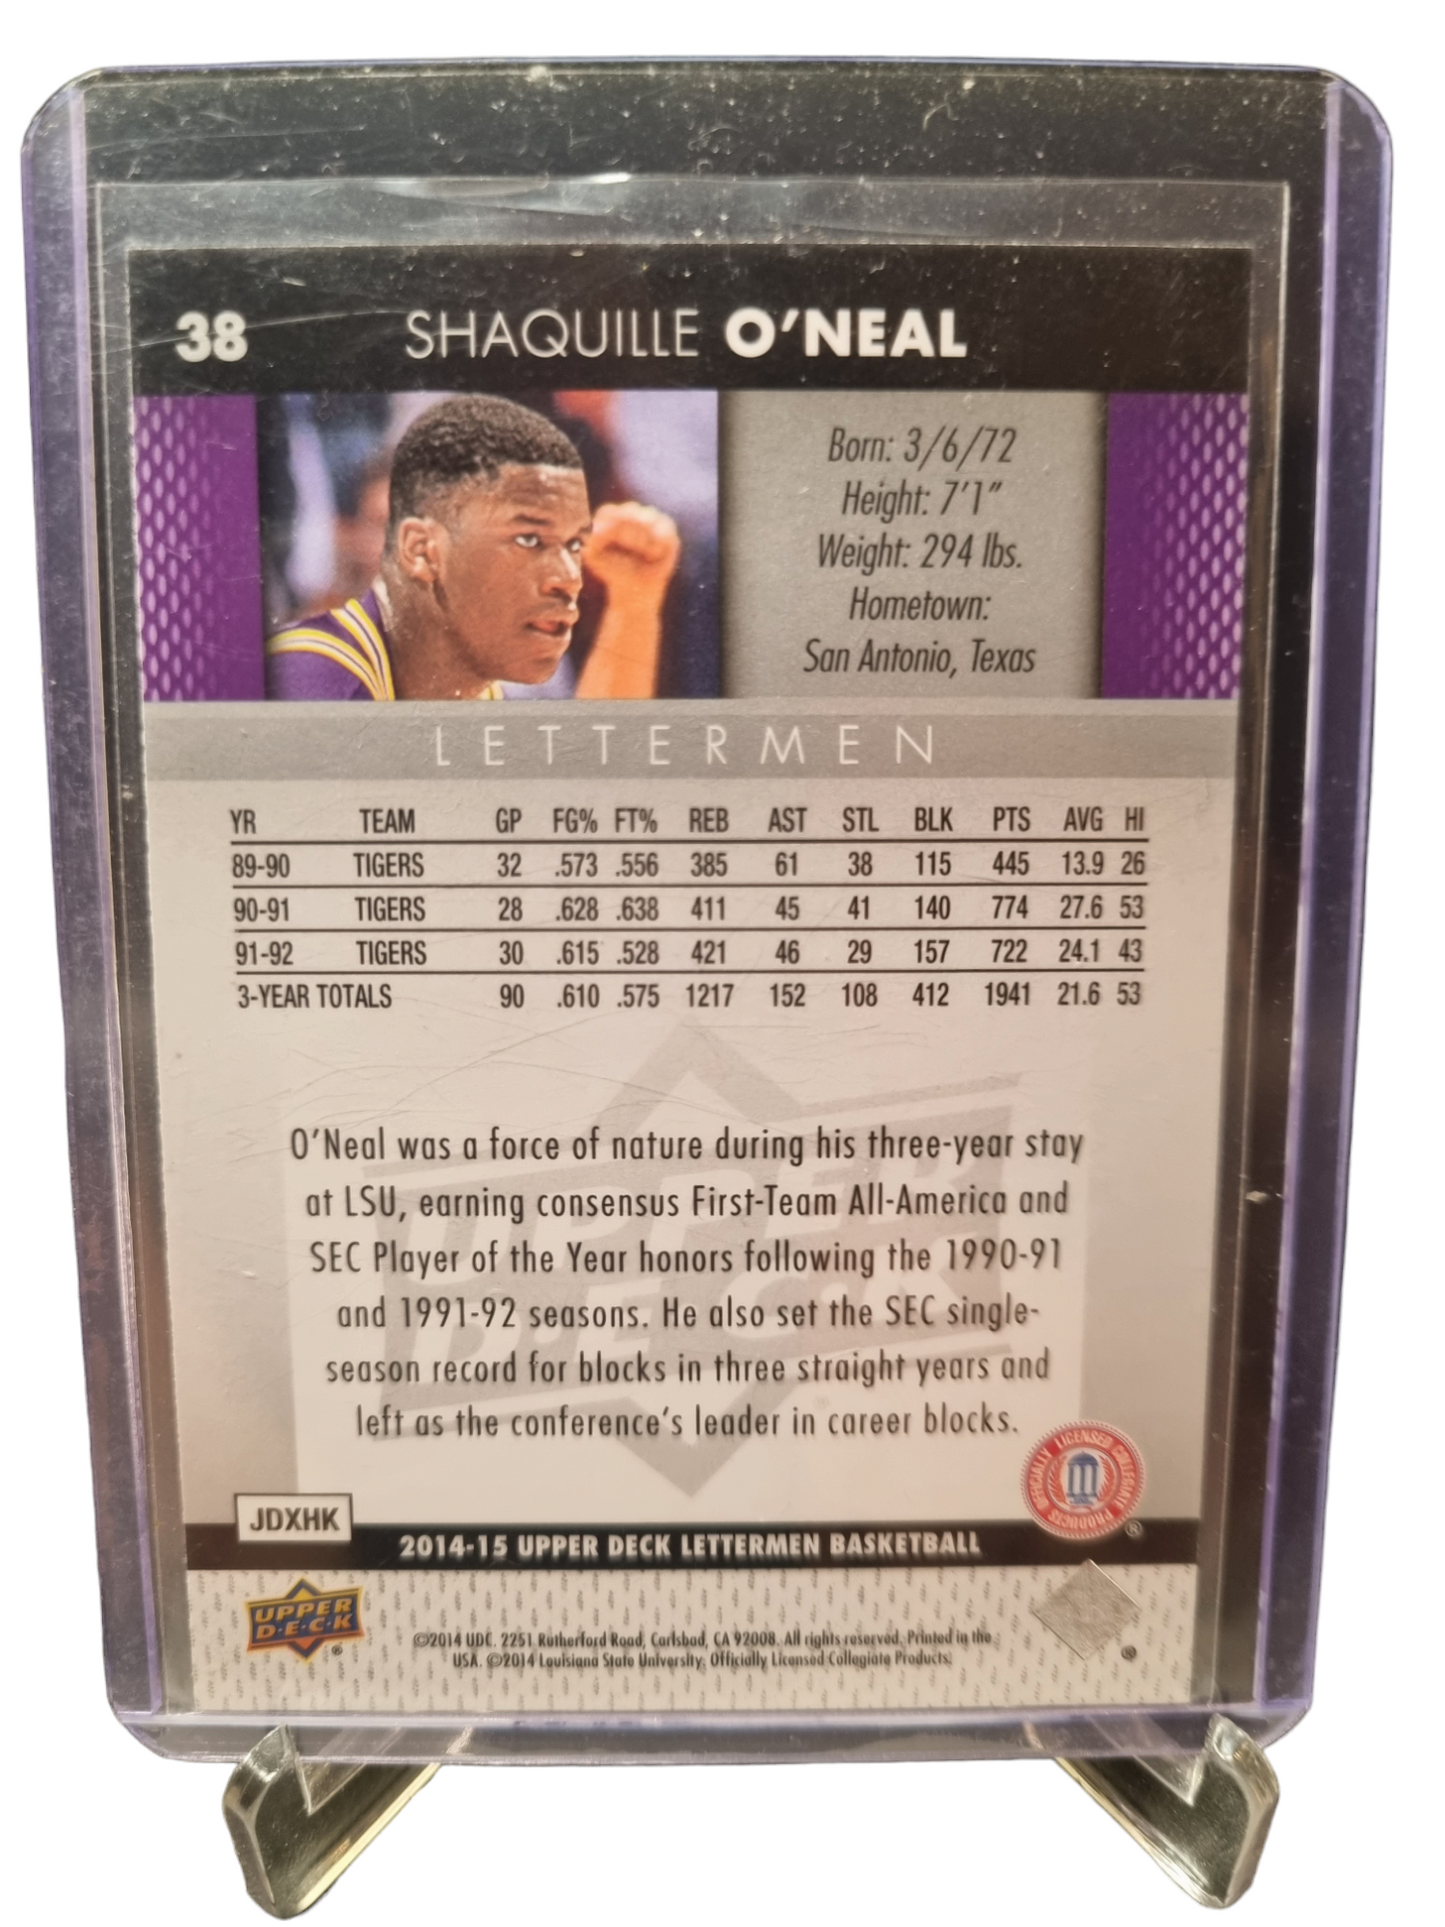 38 SHAQUILLE O'NEAL
Born: 3/6/72
Height: 7'1"
Weight: 294 lbs.
Hometown:
San Antonio, Texas
LETTERMEN
YR TEAM GP FG% FT% REB AST STL BLK PTS AVG HI
89-90 TIGERS 32 .573 .556 385 61 38 115 445 13.9 26
90-91 TIGERS 28 .628 .638 411 45 41 140 774 27.6 53
91-92 TIGERS 30 .615 .528 421 46 29 157 722 24.1 43
3-YEAR TOTALS 90 .610 .575 1217 152 108 412 1941 21.6 53
UPPER
DECK
O'Neal was a force of nature during his three-year stay
at LSU, earning consensus First-Team All-America and
SEC Player of the Year honors following the 1990-91
and 1991-92 seasons. He also set the SEC single-
season record for blocks in three straight years and
left as the conference's leader in career blocks.
OFFICIALLY LICENSED COLLEGIATE PRODUCTS ®
JDXHK
2014-15 UPPER DECK LETTERMEN BASKETBALL
UPPER
D·E·C·K ®
©2014 UDC. 2251 Rutherford Road, Carlsbad, CA 92008. All rights reserved. Printed in the
USA. ©2014 Louisiana State University. Officially Licensed Collegiate Products.